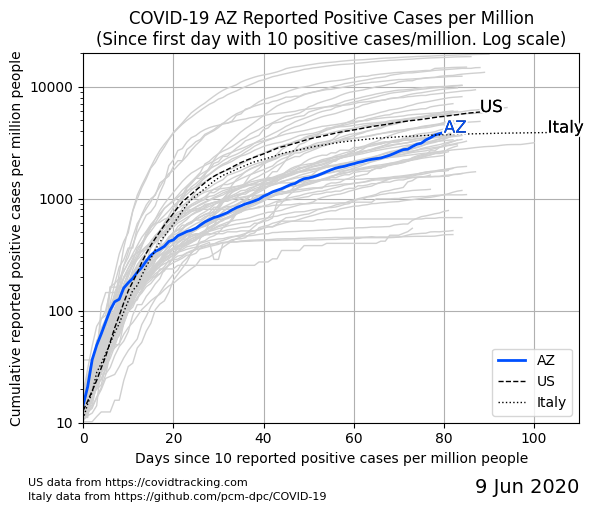 COVID-19 AZ Reported Positive Cases per Million
(Since first day with 10 positive cases/million. Log scale)
Cumulative reported positive cases per million people
10000
1000
100
10
US
AZ
Italy
AZ
US
Italy
0 20 40 60 80 100
Days since 10 reported positive cases per million people
US data from https://covidtracking.com
Italy data from https://github.com/pcm-dpc/COVID-19
9 Jun 2020